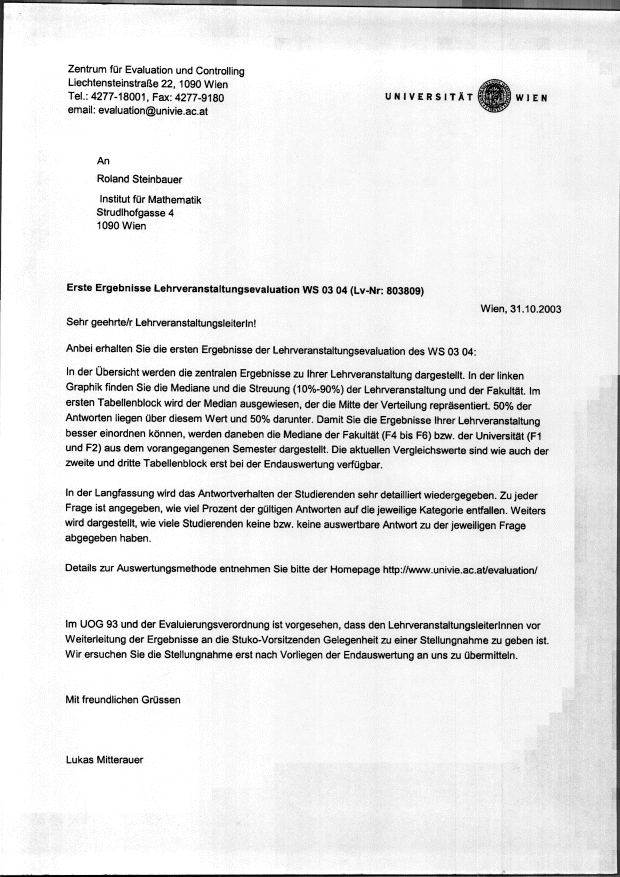 Zentrum für Evaluation und Controlling
Liechtensteinstraße 22, 1090 Wien
Tel.: 4277-18001, Fax: 4277-9180
email: evaluation@univie.ac.at
UNIVERSITÄT WIEN
An
Roland Steinbauer
Institut für Mathematik
Strudlhofgasse 4
1090 Wien
Erste Ergebnisse Lehrveranstaltungsevaluation WS 03 04 (Lv-Nr: 803809)
Wien, 31.10.2003
Sehr geehrte/r LehrveranstaltungsleiterIn!
Anbei erhalten Sie die ersten Ergebnisse der Lehrveranstaltungsevaluation des WS 03 04:
In der Übersicht werden die zentralen Ergebnisse zu Ihrer Lehrveranstaltung dargestellt. In der linken
Graphik finden Sie die Mediane und die Streuung (10%-90%) der Lehrveranstaltung und der Fakultät. Im
ersten Tabellenblock wird der Median ausgewiesen, der die Mitte der Verteilung repräsentiert. 50% der
Antworten liegen über diesem Wert und 50% darunter. Damit Sie die Ergebnisse Ihrer Lehrveranstaltung
besser einordnen können, werden daneben die Mediane der Fakultät (F4 bis F6) bzw. der Universität (F1
und F2) aus dem vorangegangenen Semester dargestellt. Die aktuellen Vergleichswerte sind wie auch der
zweite und dritte Tabellenblock erst bei der Endauswertung verfügbar.
In der Langfassung wird das Antwortverhalten der Studierenden sehr detailliert wiedergegeben. Zu jeder
Frage ist angegeben, wie viel Prozent der gültigen Antworten auf die jeweilige Kategorie entfallen. Weiters
wird dargestellt, wie viele Studierenden keine bzw. keine auswertbare Antwort zu der jeweiligen Frage
abgegeben haben.
Details zur Auswertungsmethode entnehmen Sie bitte der Homepage http://www.univie.ac.at/evaluation/
Im UOG 93 und der Evaluierungsverordnung ist vorgesehen, dass den LehrveranstaltungsleiterInnen vor
Weiterleitung der Ergebnisse an die Stuko-Vorsitzenden Gelegenheit zu einer Stellungnahme zu geben ist.
Wir ersuchen Sie die Stellungnahme erst nach Vorliegen der Endauswertung an uns zu übermitteln.
Mit freundlichen Grüssen
Lukas Mitterauer